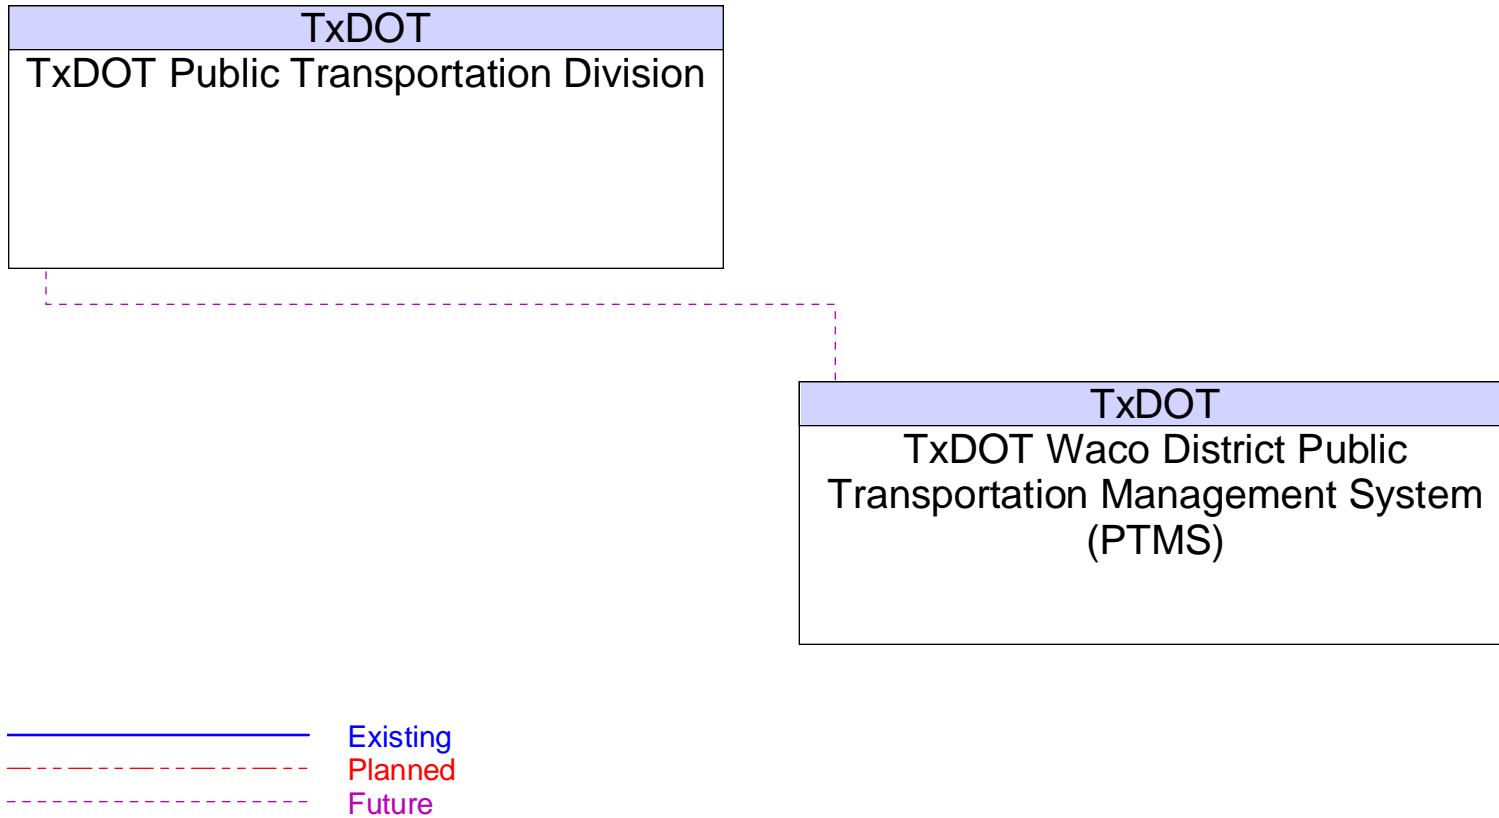 TxDOT
TxDOT Public Transportation Division
TxDOT
TxDOT Waco District Public
Transportation Management System
(PTMS)
Existing
Planned
Future